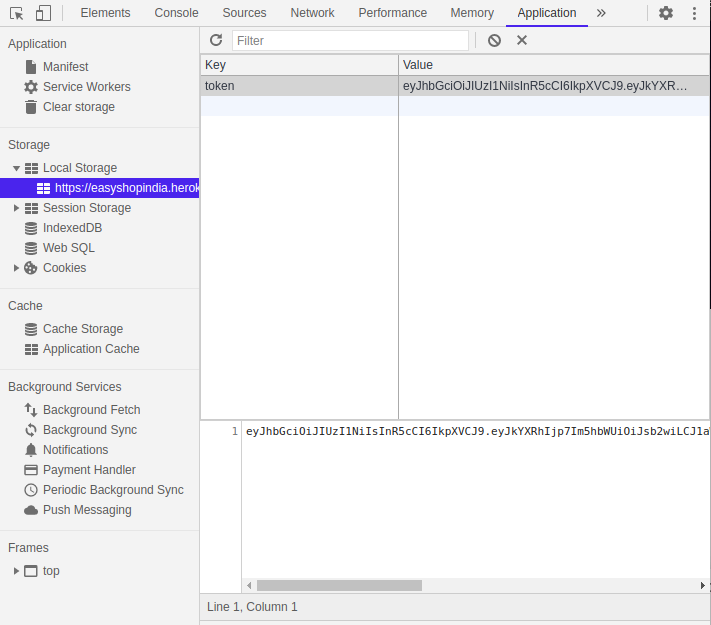 Elements Console Sources Network Performance Memory Application »
Application
Manifest
Service Workers
Clear storage
Storage
Local Storage
https://easyshopindia.herok
Session Storage
IndexedDB
Web SQL
Cookies
Cache
Cache Storage
Application Cache
Background Services
Background Fetch
Background Sync
Notifications
Payment Handler
Periodic Background Sync
Push Messaging
Frames
top
Filter
Key Value
token eyJhbGciOiJIUzI1NiIsInR5cCI6IkpXVCJ9.eyJkYXR…
1 eyJhbGciOiJIUzI1NiIsInR5cCI6IkpXVCJ9.eyJkYXRhIjp7Im5hbWUiOiJsb2wiLCJ1a
Line 1, Column 1